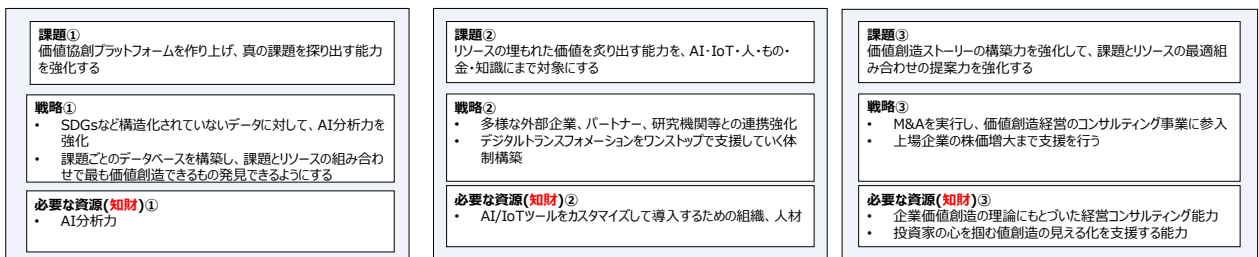 課題①
価値協創プラットフォームを作り上げ、真の課題を探り出す能力
を強化する
戦略①
• SDGsなど構造化されていないデータに対して、AI分析力を
強化
• 課題ごとのデータベースを構築し、課題とリソースの組み合わ
せで最も価値創造できるもの発見できるようにする
必要な資源(知財)①
• AI分析力
課題②
リソースの埋もれた価値を炙り出す能力を、AI・IoT・人・もの・
金・知識にまで対象にする
戦略②
• 多様な外部企業、パートナー、研究機関等との連携強化
• デジタルトランスフォメーションをワンストップで支援していく体
制構築
必要な資源(知財)②
• AI/IoTツールをカスタマイズして導入するための組織、人材
課題③
価値創造ストーリーの構築力を強化して、課題とリソースの最適組
み合わせの提案力を強化する
戦略③
• M&Aを実行し、価値創造経営のコンサルティング事業に参入
• 上場企業の株価増大まで支援を行う
必要な資源(知財)③
• 企業価値創造の理論にもとづいた経営コンサルティング能力
• 投資家の心を掴む値創造の見える化を支援する能力